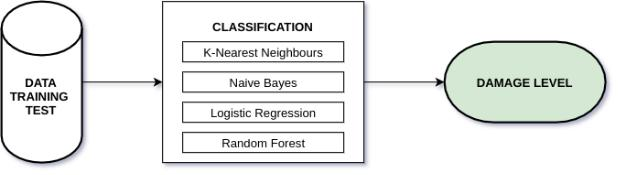 DATA
TRAINING
TEST
CLASSIFICATION
K-Nearest Neighbours
Naive Bayes
Logistic Regression
Random Forest
DAMAGE LEVEL